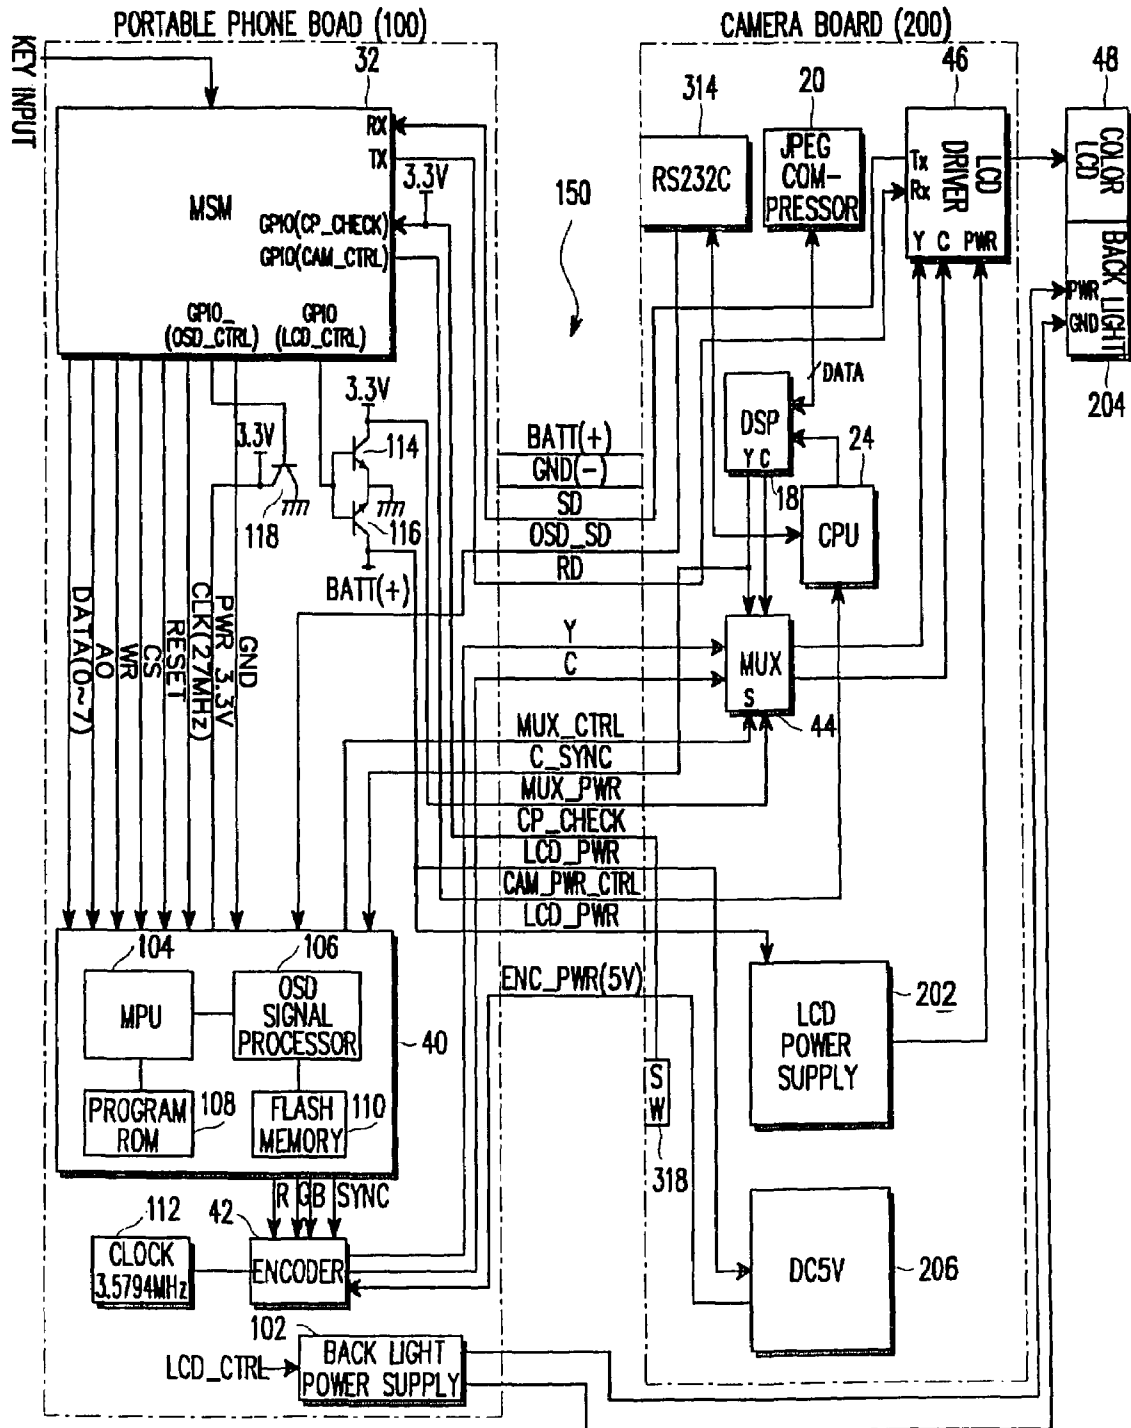 PORTABLE PHONE BOAD (100)
CAMERA BOARD (200)
KEY INPUT
32
RX
TX
3.3V
MSM
GPIO(CP_CHECK)
GPIO(CAM_CTRL)
GPIO_
(OSD_CTRL)
GPIO
(LCD_CTRL)
3.3V
114
3.3V
118
116
BATT(+)
DATA(0~7)
AO
WR
CS
RESET
CLK(27MHz)
PWR 3.3V
GND
150
BATT(+)
GND(-)
SD
OSD_SD
RD
Y
C
MUX_CTRL
C_SYNC
MUX_PWR
CP_CHECK
LCD_PWR
CAM_PWR_CTRL
LCD_PWR
ENC_PWR(5V)
314
RS232C
20
JPEG
COM-
PRESSOR
46
Tx
Rx
LCD
DRIVER
Y C PWR
48
COLOR
LCD
BACK LIGHT
PWR
GND
204
DATA
DSP
Y C
18
24
CPU
MUX
S
44
LCD
POWER
SUPPLY
202
S
W
318
DC5V
206
104
MPU
106
OSD
SIGNAL
PROCESSOR
40
PROGRAM
ROM
108
FLASH
MEMORY
110
R
G
B
SYNC
112
CLOCK
3.5794MHz
42
ENCODER
102
LCD_CTRL
BACK LIGHT
POWER SUPPLY